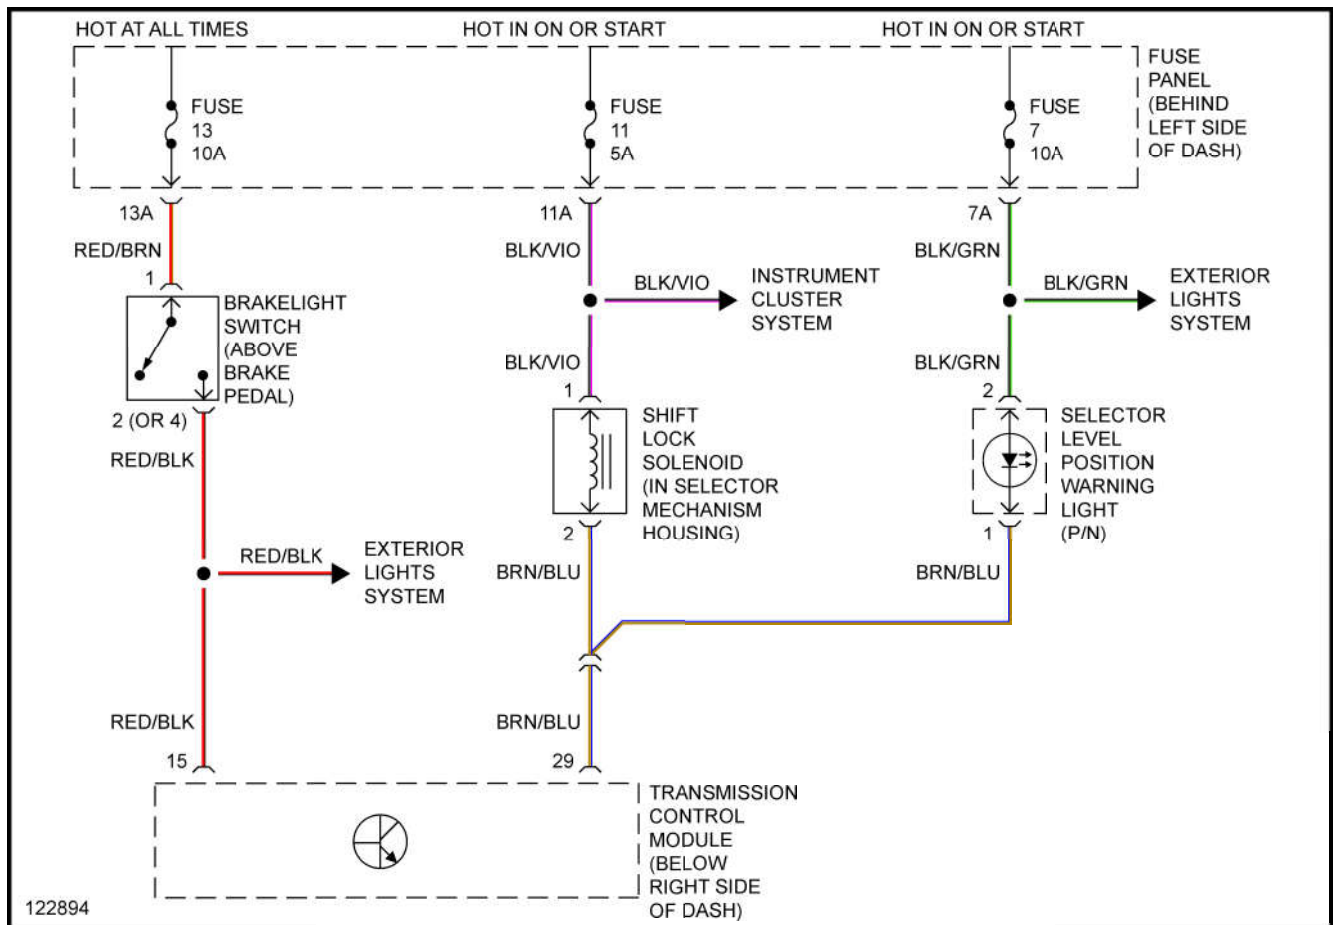 HOT AT ALL TIMES
HOT IN ON OR START
HOT IN ON OR START
FUSE
13
10A
FUSE
11
5A
FUSE
7
10A
FUSE
PANEL
(BEHIND
LEFT SIDE
OF DASH)
13A
11A
7A
RED/BRN
BLK/VIO
BLK/GRN
1
BRAKELIGHT
SWITCH
(ABOVE
BRAKE
PEDAL)
BLK/VIO
INSTRUMENT
CLUSTER
SYSTEM
BLK/GRN
EXTERIOR
LIGHTS
SYSTEM
BLK/VIO
BLK/GRN
1
2
2 (OR 4)
SHIFT
LOCK
SOLENOID
(IN SELECTOR
MECHANISM
HOUSING)
SELECTOR
LEVEL
POSITION
WARNING
LIGHT
(P/N)
RED/BLK
2
1
RED/BLK
EXTERIOR
LIGHTS
SYSTEM
BRN/BLU
BRN/BLU
RED/BLK
BRN/BLU
15
29
TRANSMISSION
CONTROL
MODULE
(BELOW
RIGHT SIDE
OF DASH)
122894